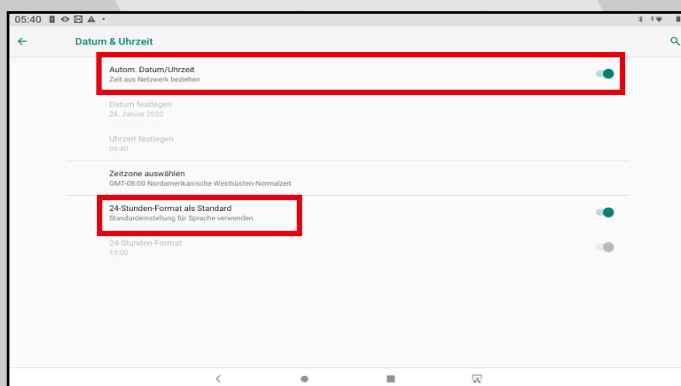 05:40
Datum & Uhrzeit
Autom. Datum/Uhrzeit
Zeit aus Netzwerk beziehen
Datum festlegen
28. Januar 2022
Uhrzeit festlegen
05:40
Zeitzone auswählen
GMT-08:00 Nordamerikanische Westküsten-Normalzeit
24-Stunden-Format als Standard
Standardeinstellung für Sprache verwenden
24-Stunden-Format
13:00